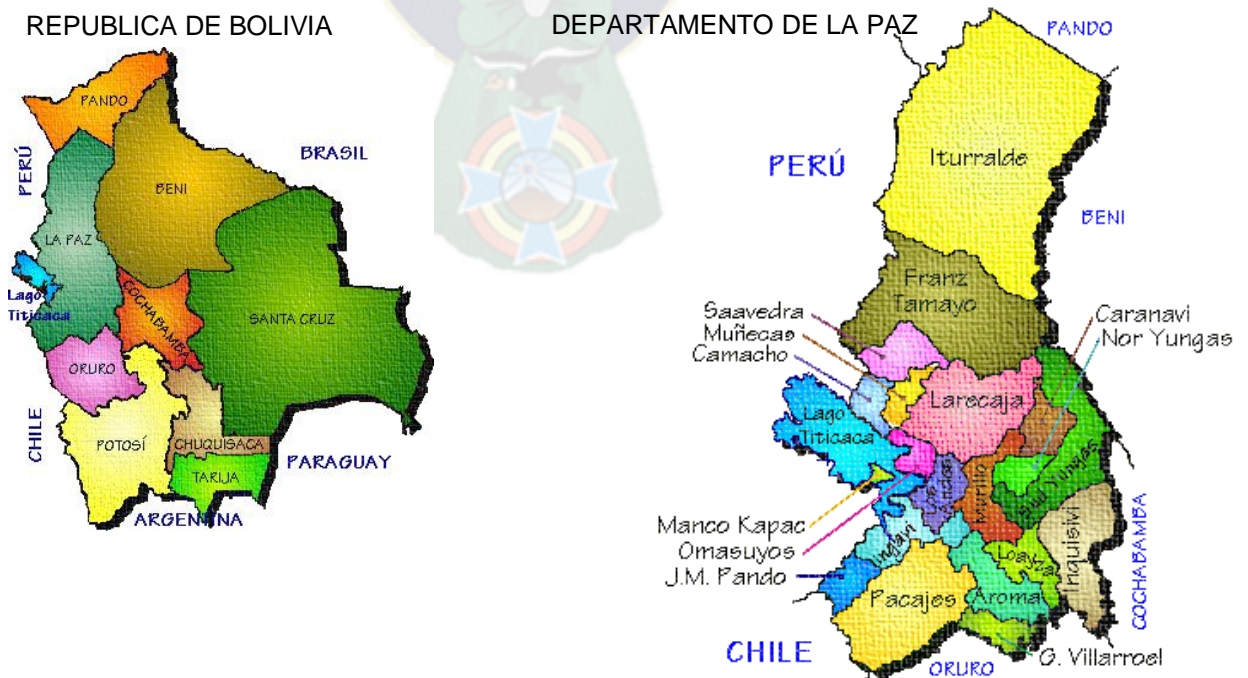 REPUBLICA DE BOLIVIA
DEPARTAMENTO DE LA PAZ
PANDO
BRASIL
PERÚ
BENI
LA PAZ
Lago
Titicaca
COCHABAMBA
SANTA CRUZ
ORURO
CHILE
POTOSÍ
CHUQUISACA
PARAGUAY
TARIJA
ARGENTINA
PANDO
PERÚ
Iturralde
BENI
Franz
Tamayo
Saavedra
Muñecas
Camacho
Caranavi
Nor Yungas
Larecaja
Lago
Titicaca
Los
Andes
Murillo
Sud Yungas
Manco Kapac
Omasuyos
J.M. Pando
Ingavi
Loayza
Inquisivi
COCHABAMBA
Pacajes
Aroma
CHILE
ORURO
G. Villarroel